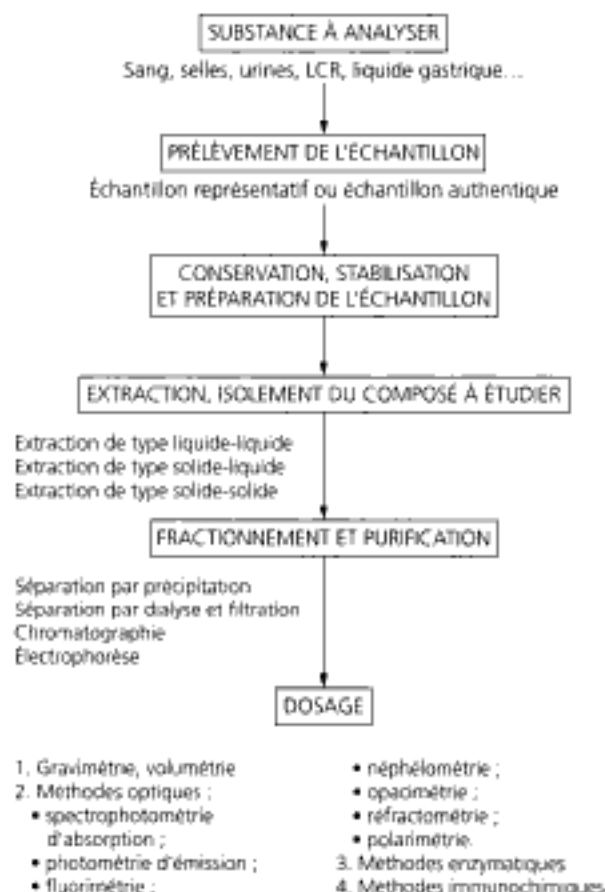 SUBSTANCE À ANALYSER
Sang, selles, urines, LCR, liquide gastrique...
PRÉLÈVEMENT DE L'ÉCHANTILLON
Échantillon représentatif ou échantillon authentique
CONSERVATION, STABILISATION
ET PRÉPARATION DE L'ÉCHANTILLON
EXTRACTION, ISOLEMENT DU COMPOSÉ À ÉTUDIER
Extraction de type liquide-liquide
Extraction de type solide-liquide
Extraction de type solide-solide
FRACTIONNEMENT ET PURIFICATION
Séparation par précipitation
Séparation par dialyse et filtration
Chromatographie
Électrophorèse
DOSAGE
1. Gravimétrie, volumétrie
2. Méthodes optiques :
• spectrophotométrie
d'absorption ;
• photométrie d'émission ;
• fluorimétrie ;
• néphélométrie ;
• opacimétrie ;
• réfractométrie ;
• polarimétrie.
3. Méthodes enzymatiques
4. Méthodes immunochimiques